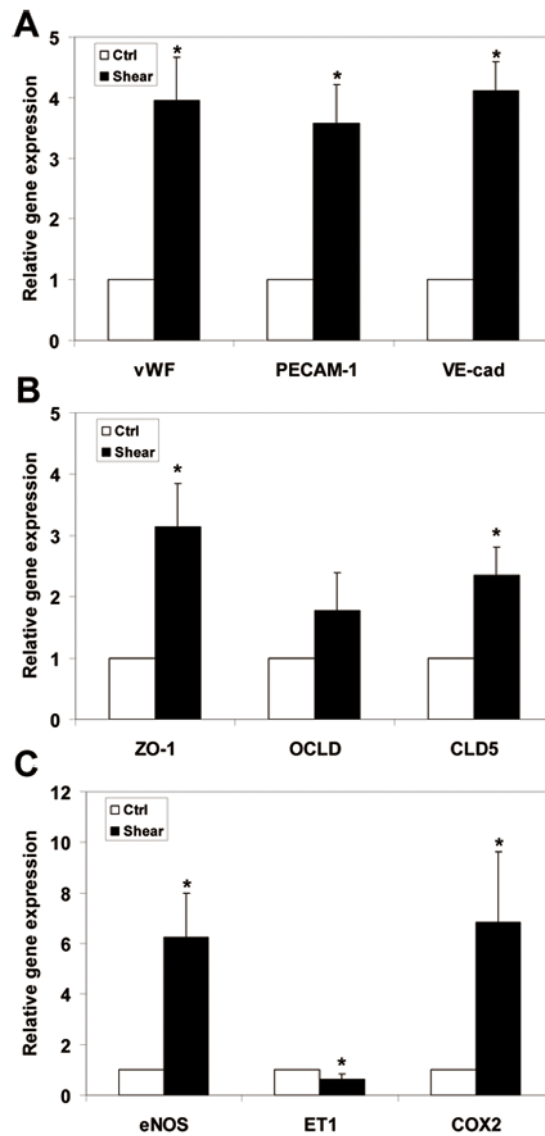 A
Relative gene expression
5
4
3
2
1
0
Ctrl
Shear
*
*
*
vWF PECAM-1 VE-cad
B
Relative gene expression
5
4
3
2
1
0
Ctrl
Shear
*
*
ZO-1 OCLD CLD5
C
Relative gene expression
12
10
8
6
4
2
0
Ctrl
Shear
*
*
*
eNOS ET1 COX2